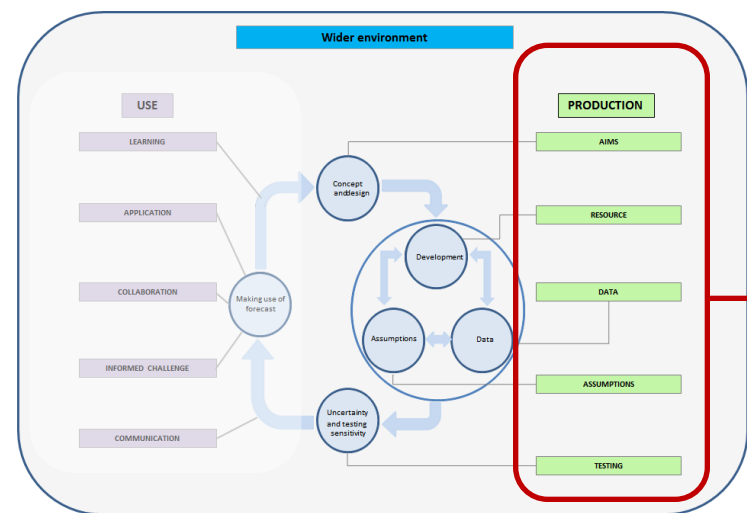 Wider environment
USE
LEARNING
APPLICATION
COLLABORATION
INFORMED CHALLENGE
COMMUNICATION
Concept
anddesign
Development
Assumptions
Data
Making use of
forecast
Uncertainty
and testing
sensitivity
PRODUCTION
AIMS
RESOURCE
DATA
ASSUMPTIONS
TESTING